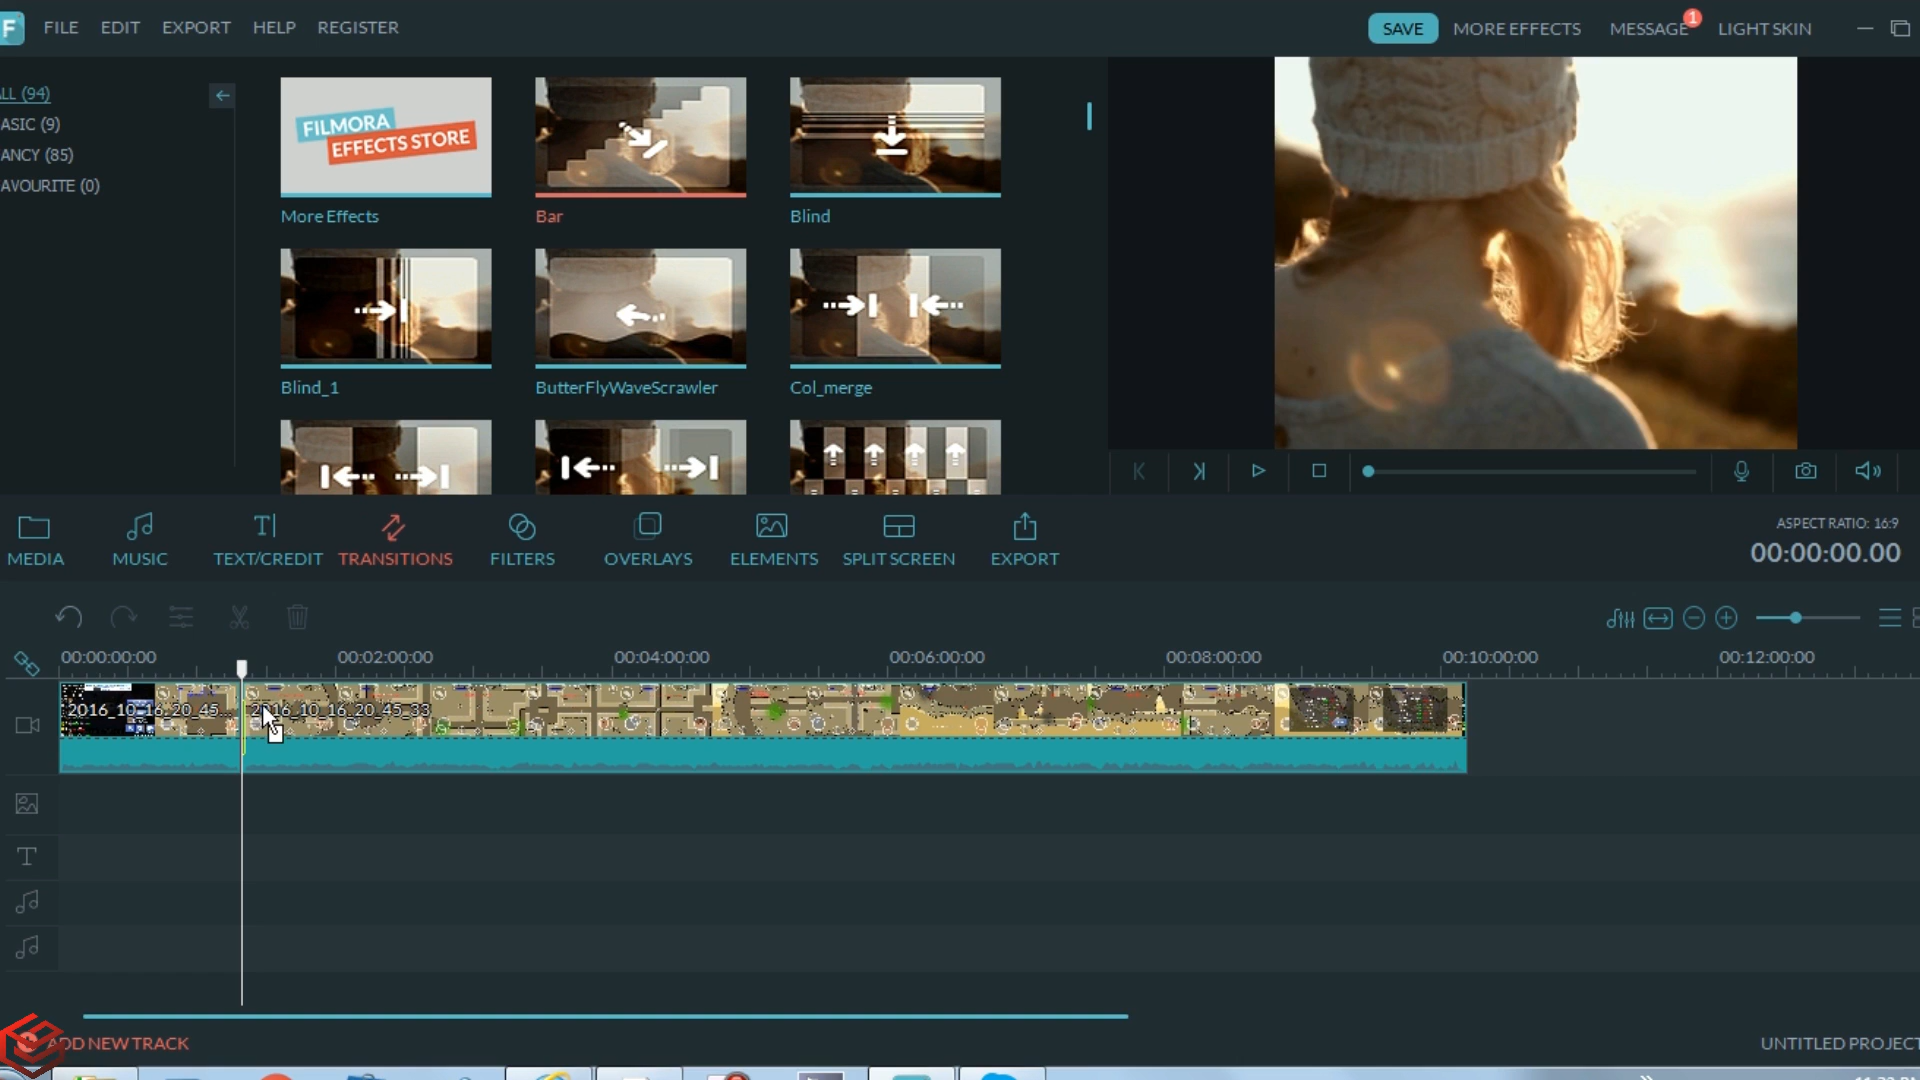 F FILE EDIT EXPORT HELP REGISTER SAVE MORE EFFECTS MESSAGE 1 LIGHT SKIN
LL (94)
ASIC (9)
ANCY (85)
AVOURITE (0)
FILMORA
EFFECTS STORE
More Effects Bar Blind
Blind_1 ButterFlyWaveScrawler Col_merge
MEDIA MUSIC TEXT/CREDIT TRANSITIONS FILTERS OVERLAYS ELEMENTS SPLIT SCREEN EXPORT
ASPECT RATIO: 16:9
00:00:00.00
00:00:00:00 00:02:00:00 00:04:00:00 00:06:00:00 00:08:00:00 00:10:00:00 00:12:00:00
2016_10_16_20_45... 2016_10_16_20_45_33
T
ADD NEW TRACK UNTITLED PROJECT